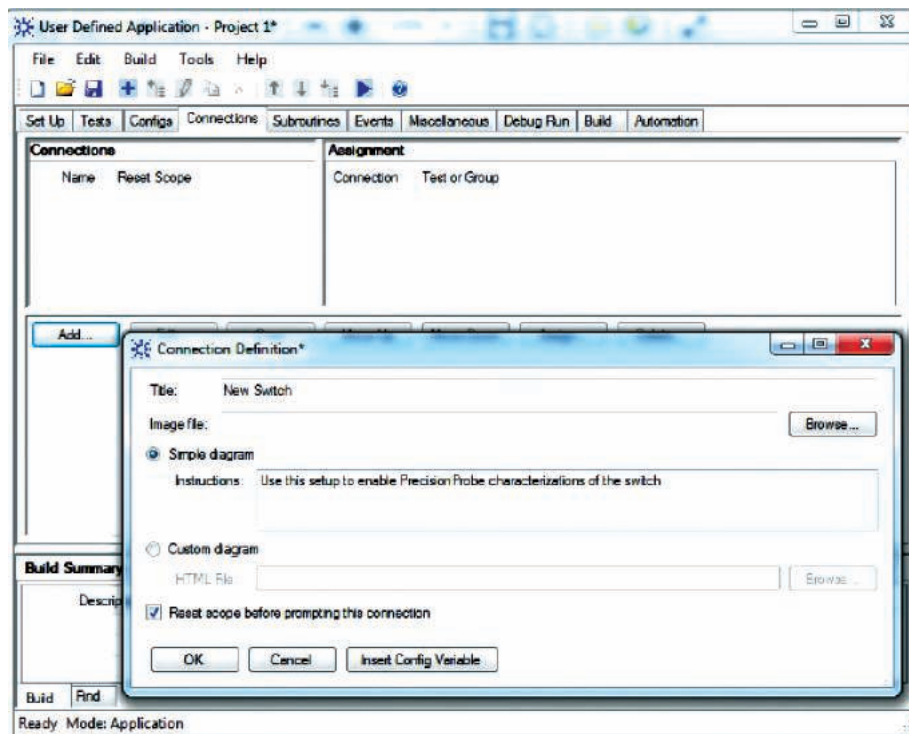 User Defined Application - Project 1*
File Edit Build Tools Help
Set Up Tests Configs Connections Subroutines Events Miscellaneous Debug Run Build Automation
Connections
Name Reset Scope
Assignment
Connection Test or Group
Add...
Connection Definition*
Title: New Switch
Image file: Browse...
Simple diagram
Instructions: Use this setup to enable Precision Probe characterizations of the switch
Custom diagram
HTML File Browse...
Reset scope before prompting this connection
OK Cancel Insert Config Variable
Build Summary
Descrip
Build Find
Ready Mode: Application